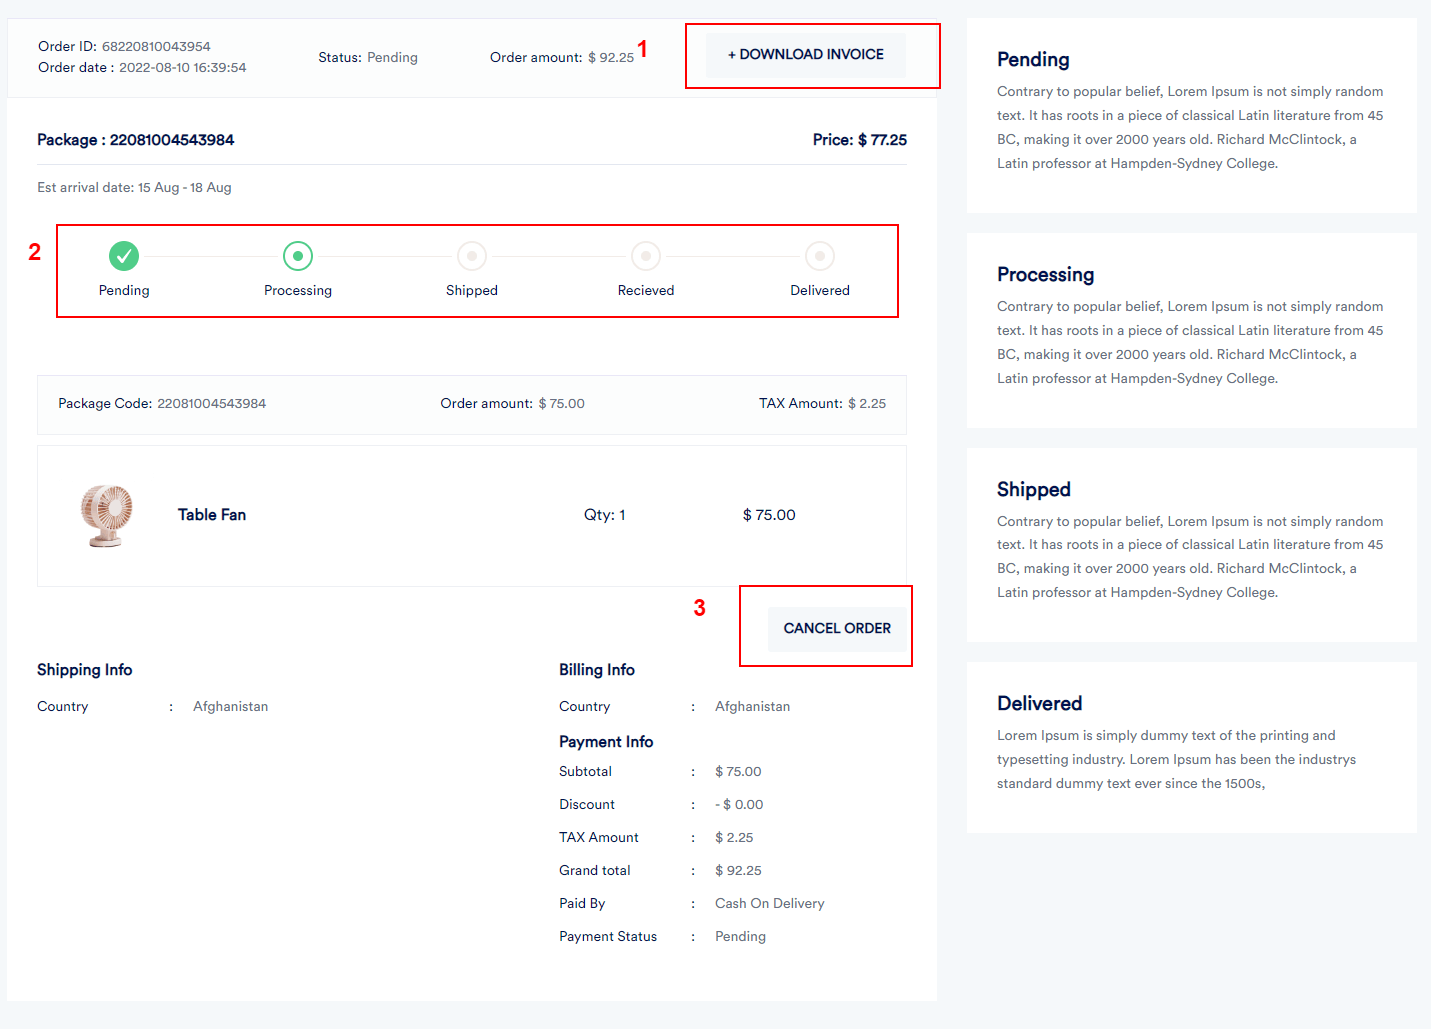 Order ID: 68220810043954
Order date : 2022-08-10 16:39:54
Status: Pending
Order amount: $ 92.25
1
+ DOWNLOAD INVOICE
Package : 22081004543984
Price: $ 77.25
Est arrival date: 15 Aug - 18 Aug
2
Pending
Processing
Shipped
Recieved
Delivered
Package Code: 22081004543984
Order amount: $ 75.00
TAX Amount: $ 2.25
Table Fan
Qty: 1
$ 75.00
3
CANCEL ORDER
Shipping Info
Country : Afghanistan
Billing Info
Country : Afghanistan
Payment Info
Subtotal : $ 75.00
Discount : - $ 0.00
TAX Amount : $ 2.25
Grand total : $ 92.25
Paid By : Cash On Delivery
Payment Status : Pending
Pending
Contrary to popular belief, Lorem Ipsum is not simply random
text. It has roots in a piece of classical Latin literature from 45
BC, making it over 2000 years old. Richard McClintock, a
Latin professor at Hampden-Sydney College.
Processing
Contrary to popular belief, Lorem Ipsum is not simply random
text. It has roots in a piece of classical Latin literature from 45
BC, making it over 2000 years old. Richard McClintock, a
Latin professor at Hampden-Sydney College.
Shipped
Contrary to popular belief, Lorem Ipsum is not simply random
text. It has roots in a piece of classical Latin literature from 45
BC, making it over 2000 years old. Richard McClintock, a
Latin professor at Hampden-Sydney College.
Delivered
Lorem Ipsum is simply dummy text of the printing and
typesetting industry. Lorem Ipsum has been the industrys
standard dummy text ever since the 1500s,